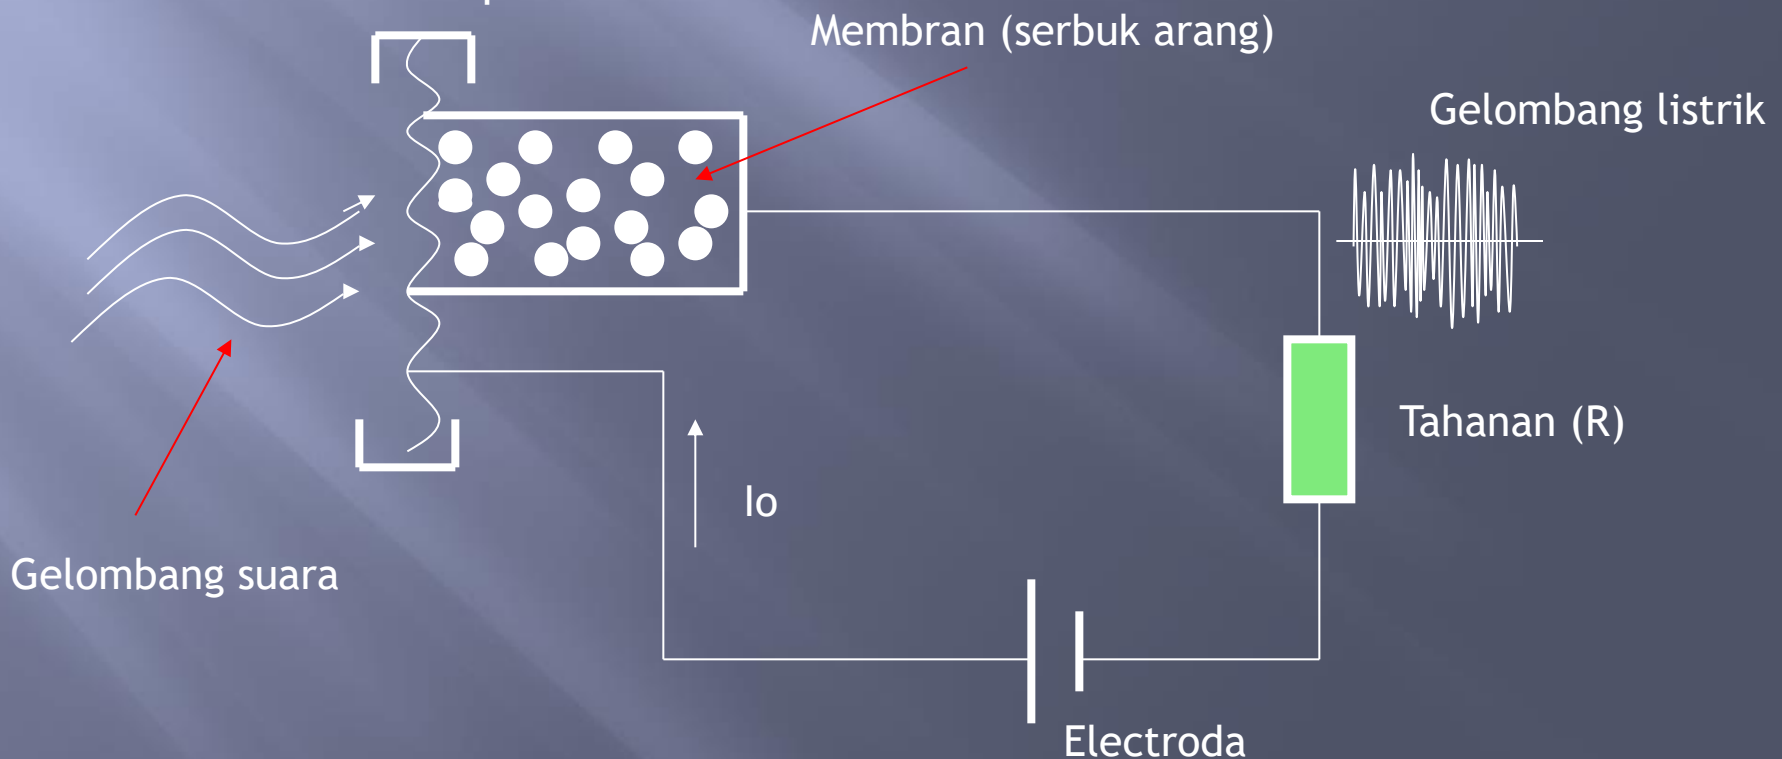 Membran (serbuk arang)
Gelombang listrik
Tahanan (R)
Io
Gelombang suara
Electroda